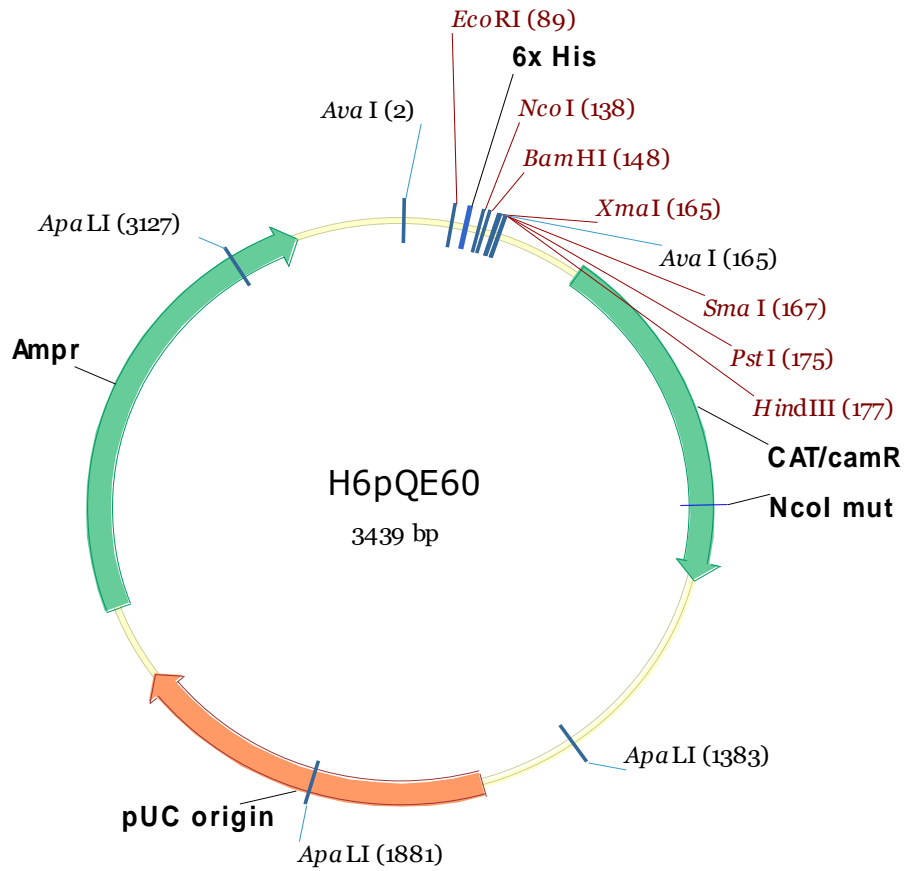 EcoRI (89)
6x His
AvaI (2)
NcoI (138)
BamHI (148)
ApaLI (3127)
XmaI (165)
AvaI (165)
SmaI (167)
Ampr
PstI (175)
HindIII (177)
CAT/camR
H6pQE60
NcoI mut
3439 bp
ApaLI (1383)
pUC origin
ApaLI (1881)